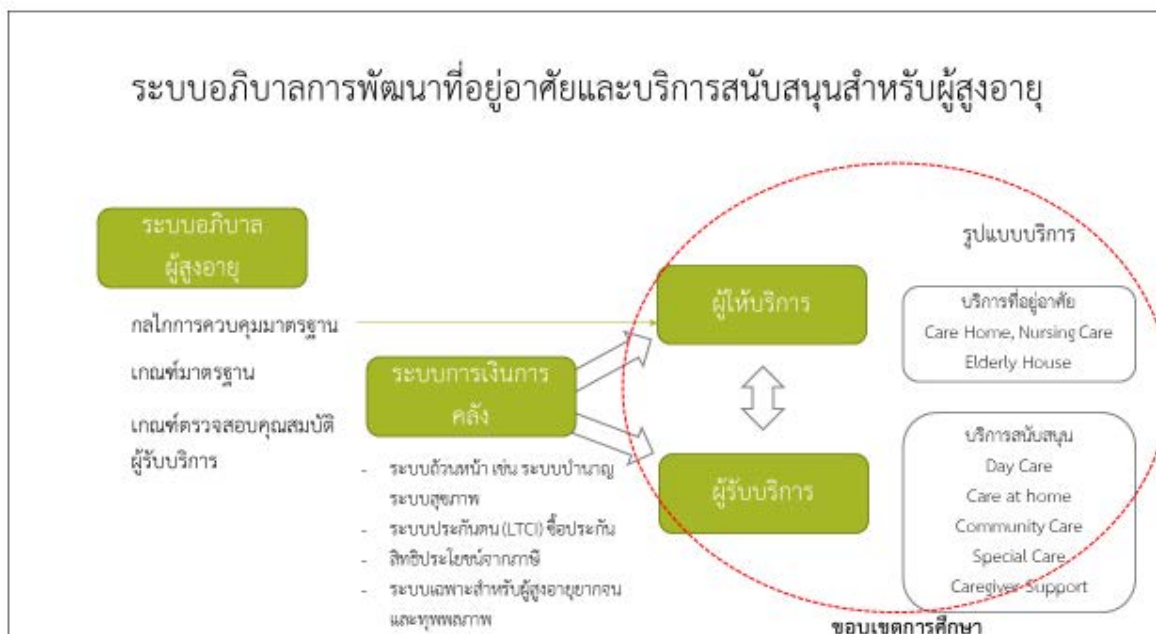 ระบบอภิบาลการพัฒนาที่อยู่อาศัยและบริการสนับสนุนสำหรับผู้สูงอายุ
ระบบอภิบาล
ผู้สูงอายุ
กลไกการควบคุมมาตรฐาน
เกณฑ์มาตรฐาน
เกณฑ์ตรวจสอบคุณสมบัติ
ผู้รับบริการ
ระบบการเงินการ
คลัง
- ระบบถ้วนหน้า เช่น ระบบบำนาญ
ระบบสุขภาพ
- ระบบประกันตน (LTCI) ซื้อประกัน
- สิทธิประโยชน์จากภาษี
- ระบบเฉพาะสำหรับผู้สูงอายุยากจน
และทุพพลภาพ
ผู้ให้บริการ
ผู้รับบริการ
รูปแบบบริการ
บริการที่อยู่อาศัย
Care Home, Nursing Care
Elderly House
บริการสนับสนุน
Day Care
Care at home
Community Care
Special Care
Caregiver Support
ขอบเขตการศึกษา